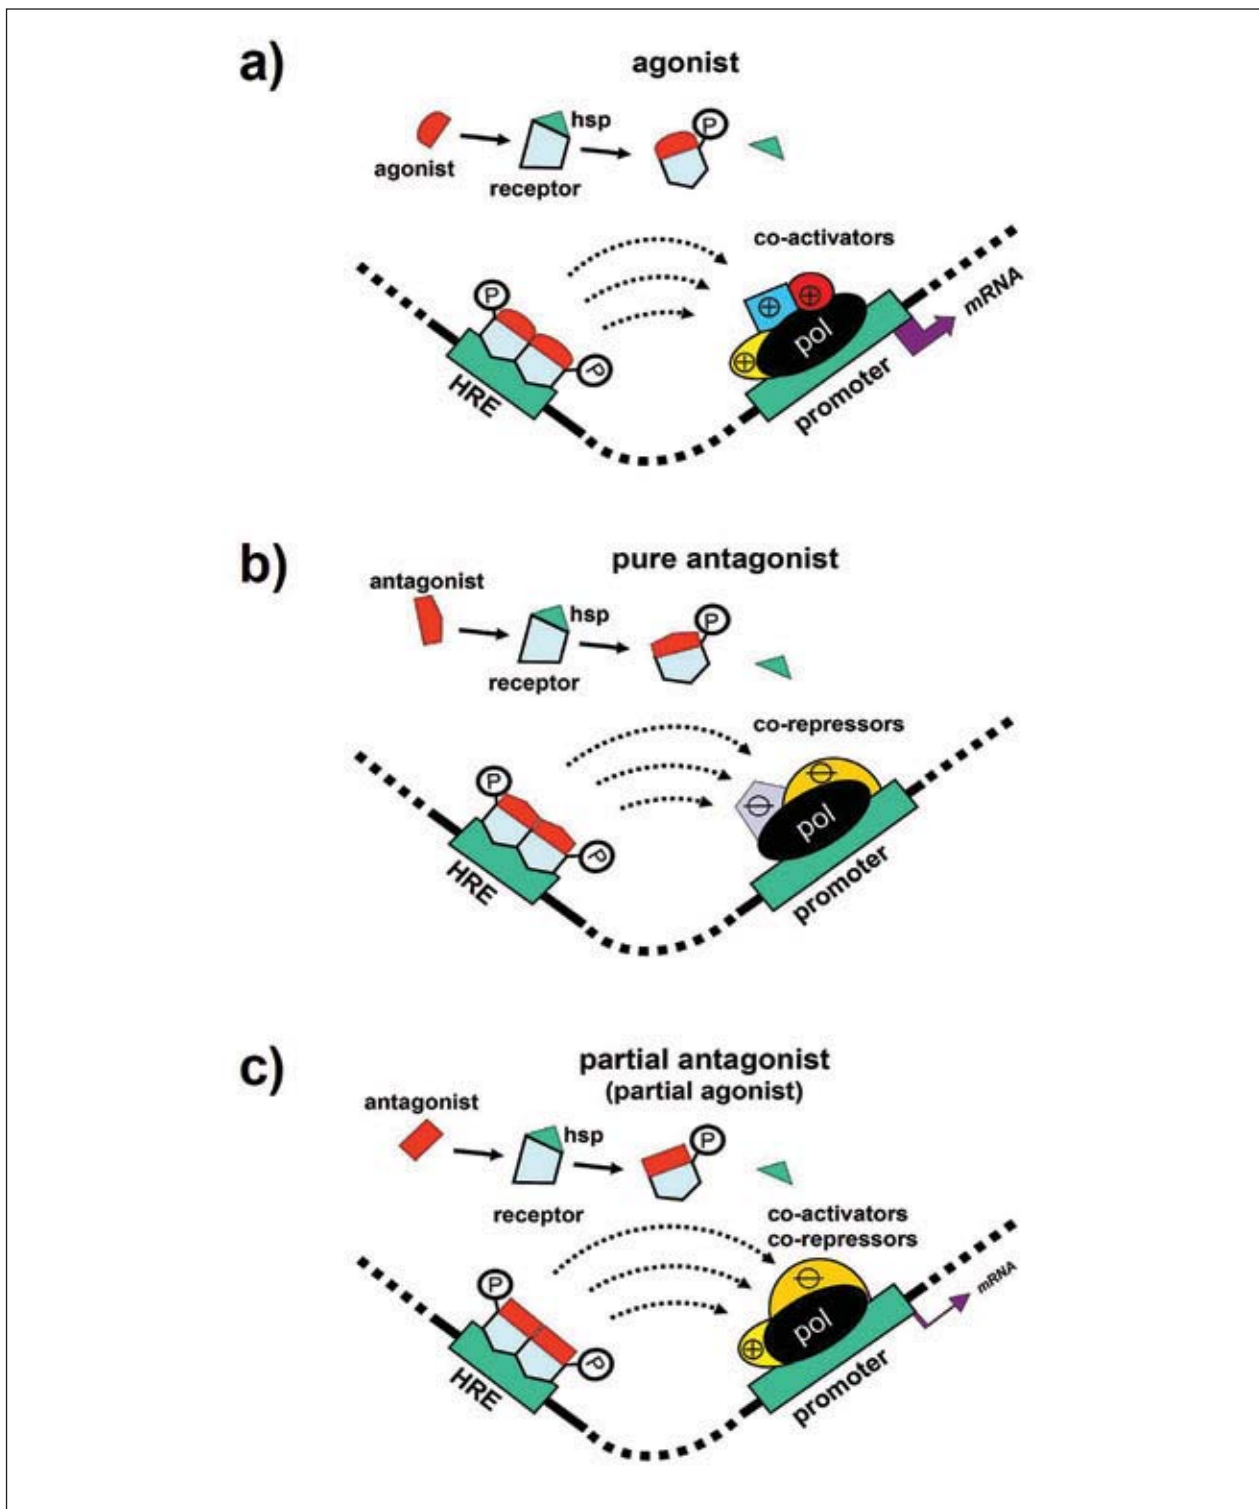 a)
agonist
hsp
P
agonist
receptor
co-activators
P
P
HRE
pol
promoter
mRNA
b)
pure antagonist
antagonist
hsp
P
receptor
co-repressors
P
P
HRE
pol
promoter
c)
partial antagonist
(partial agonist)
antagonist
hsp
P
receptor
co-activators
co-repressors
P
P
HRE
pol
promoter
mRNA